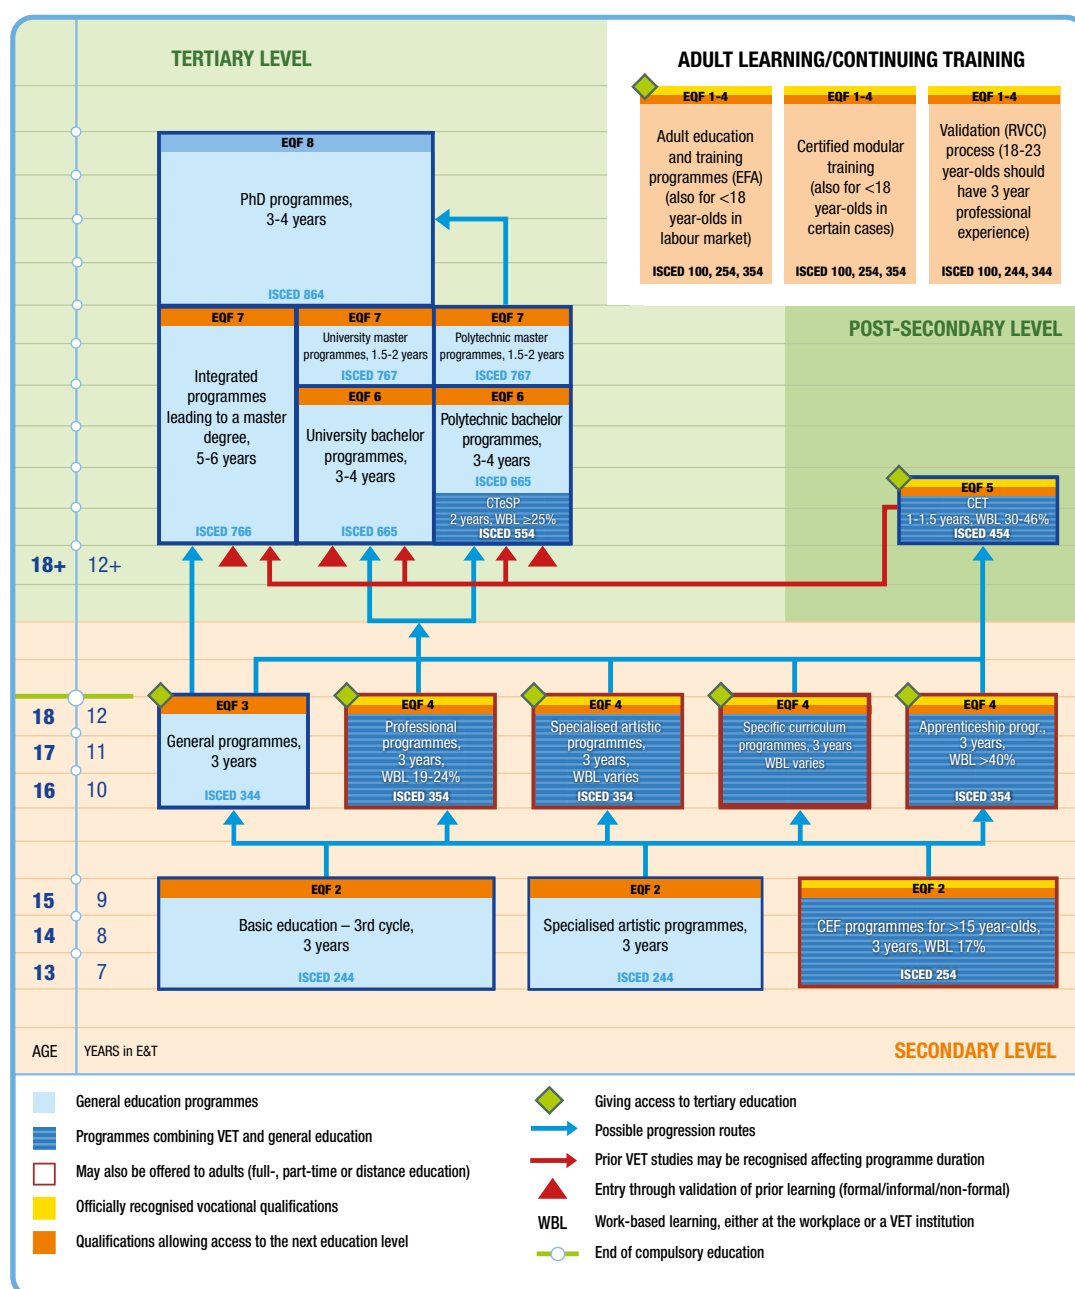 TERTIARY LEVEL
ADULT LEARNING/CONTINUING TRAINING
EQF 1-4
Adult education
and training
programmes (EFA)
(also for <18
year-olds in
labour market)
ISCED 100, 254, 354
EQF 1-4
Certified modular
training
(also for <18
year-olds in
certain cases)
ISCED 100, 254, 354
EQF 1-4
Validation (RVCC)
process (18-23
year-olds should
have 3 year
professional
experience)
ISCED 100, 244, 344
EQF 8
PhD programmes,
3-4 years
ISCED 864
POST-SECONDARY LEVEL
EQF 7
Integrated
programmes
leading to a master
degree,
5-6 years
ISCED 766
EQF 7
University master
programmes, 1.5-2 years
ISCED 767
EQF 6
University bachelor
programmes,
3-4 years
ISCED 665
EQF 7
Polytechnic master
programmes, 1.5-2 years
ISCED 767
EQF 6
Polytechnic bachelor
programmes,
3-4 years
ISCED 665
CTeSP
2 years, WBL ≥25%
ISCED 554
EQF 5
CET
1-1.5 years, WBL 30-46%
ISCED 454
18+ 12+
18 12
17 11
16 10
EQF 3
General programmes,
3 years
ISCED 344
EQF 4
Professional
programmes,
3 years,
WBL 19-24%
ISCED 354
EQF 4
Specialised artistic
programmes,
3 years,
WBL varies
ISCED 354
EQF 4
Specific curriculum
programmes, 3 years
WBL varies
EQF 4
Apprenticeship progr.,
3 years,
WBL >40%
ISCED 354
15 9
14 8
13 7
EQF 2
Basic education – 3rd cycle,
3 years
ISCED 244
EQF 2
Specialised artistic programmes,
3 years
ISCED 244
EQF 2
CEF programmes for >15 year-olds,
3 years, WBL 17%
ISCED 254
AGE YEARS in E&T
SECONDARY LEVEL
General education programmes
Programmes combining VET and general education
May also be offered to adults (full-, part-time or distance education)
Officially recognised vocational qualifications
Qualifications allowing access to the next education level
Giving access to tertiary education
Possible progression routes
Prior VET studies may be recognised affecting programme duration
Entry through validation of prior learning (formal/informal/non-formal)
WBL Work-based learning, either at the workplace or a VET institution
End of compulsory education